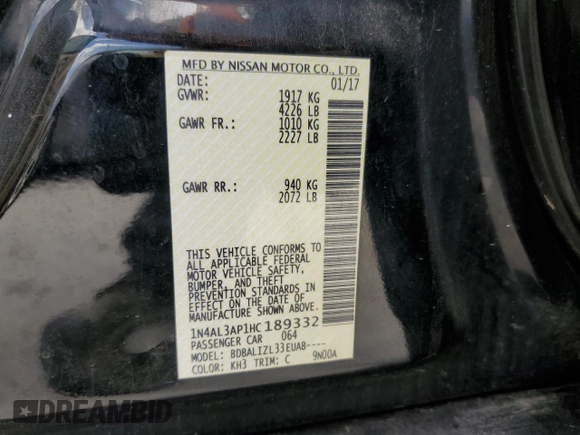 MFD BY NISSAN MOTOR CO., LTD.
DATE: 01/17
GVWR: 1917 KG
4226 LB
GAWR FR.: 1010 KG
2227 LB
GAWR RR.: 940 KG
2072 LB
THIS VEHICLE CONFORMS TO
ALL APPLICABLE FEDERAL
MOTOR VEHICLE SAFETY,
BUMPER, AND THEFT
PREVENTION STANDARDS IN
EFFECT ON THE DATE OF
MANUFACTURE SHOWN ABOVE.
1N4AL3AP1HC189332
PASSENGER CAR 064
MODEL: BDBALIZL33EUAB----
COLOR: KH3 TRIM: C 9N00A
DREAMBID